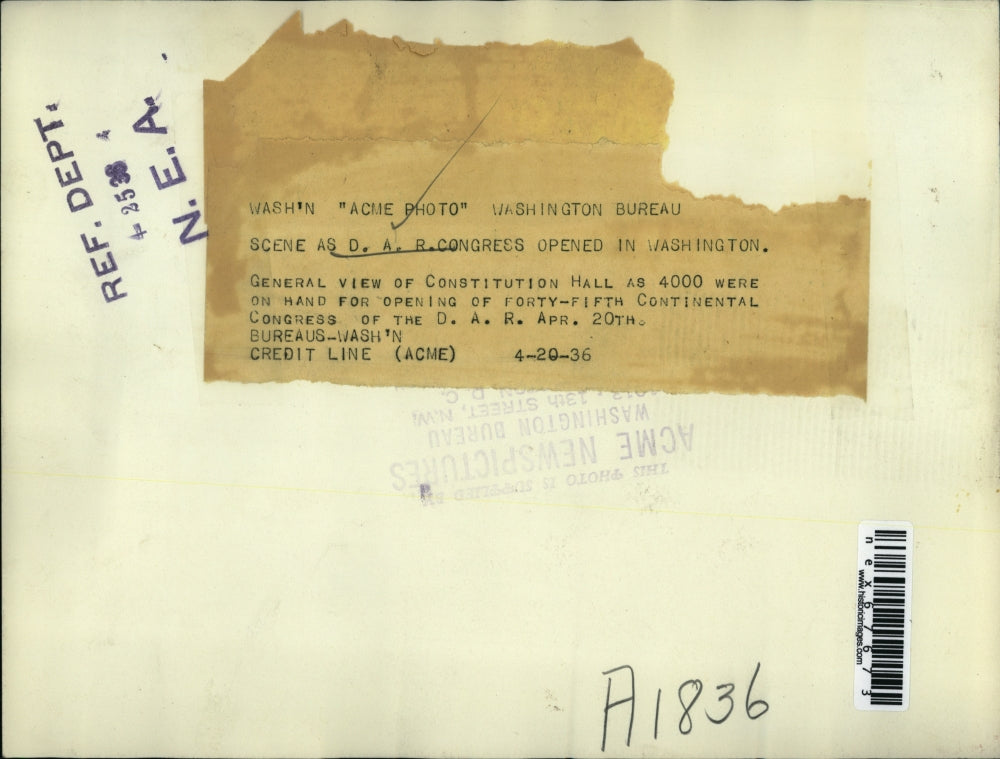 REF. DEPT.
N. E. A.
WASH'N "ACME PHOTO" WASHINGTON BUREAU
SCENE AS D. A. R. CONGRESS OPENED IN WASHINGTON.
GENERAL VIEW OF CONSTITUTION HALL AS 4000 WERE
ON HAND FOR OPENING OF FORTY-FIFTH CONTINENTAL
CONGRESS OF THE D. A. R. APR. 20TH.
BUREAUS-WASH'N
CREDIT LINE (ACME) 4-20-36
THIS PHOTO IS SUPPLIED BY
ACME NEWSPICTURES
WASHINGTON BUREAU
13th STREET, N.W.
nex67673
www.historicimages.com
A1836